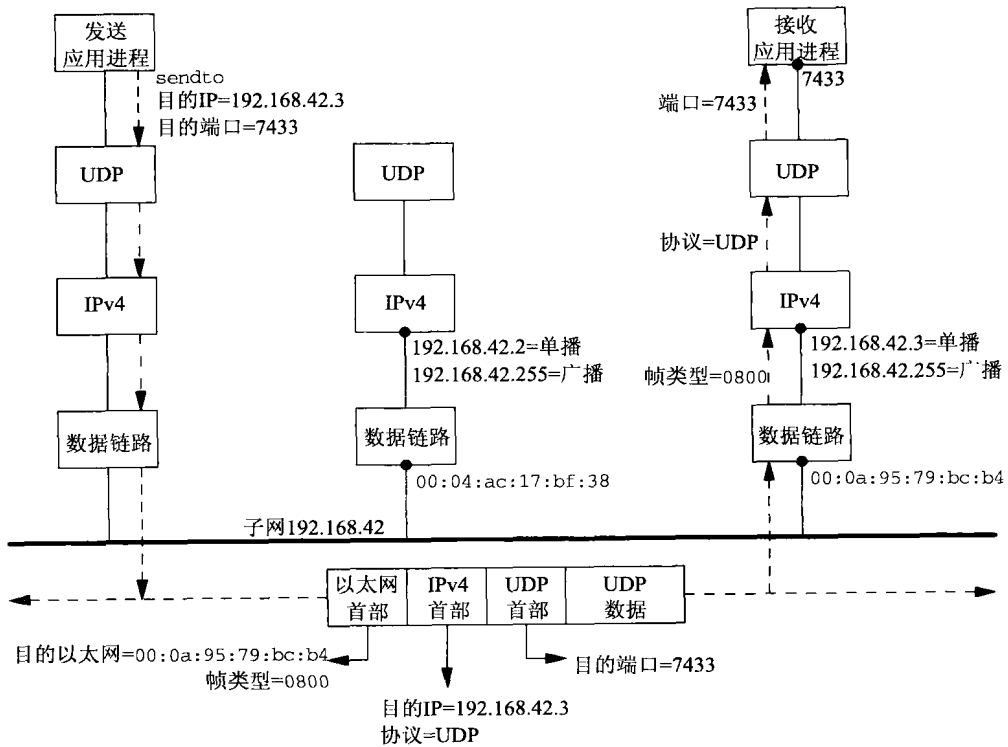 发送
应用进程
sendto
目的IP=192.168.42.3
目的端口=7433
UDP
IPv4
数据链路
UDP
IPv4
192.168.42.2=单播
192.168.42.255=广播
数据链路
00:04:ac:17:bf:38
接收
应用进程
7433
端口=7433
UDP
协议=UDP
IPv4
192.168.42.3=单播
192.168.42.255=广播
帧类型=0800
数据链路
00:0a:95:79:bc:b4
子网192.168.42
以太网
首部
IPv4
首部
UDP
首部
UDP
数据
目的以太网=00:0a:95:79:bc:b4
帧类型=0800
目的IP=192.168.42.3
协议=UDP
目的端口=7433